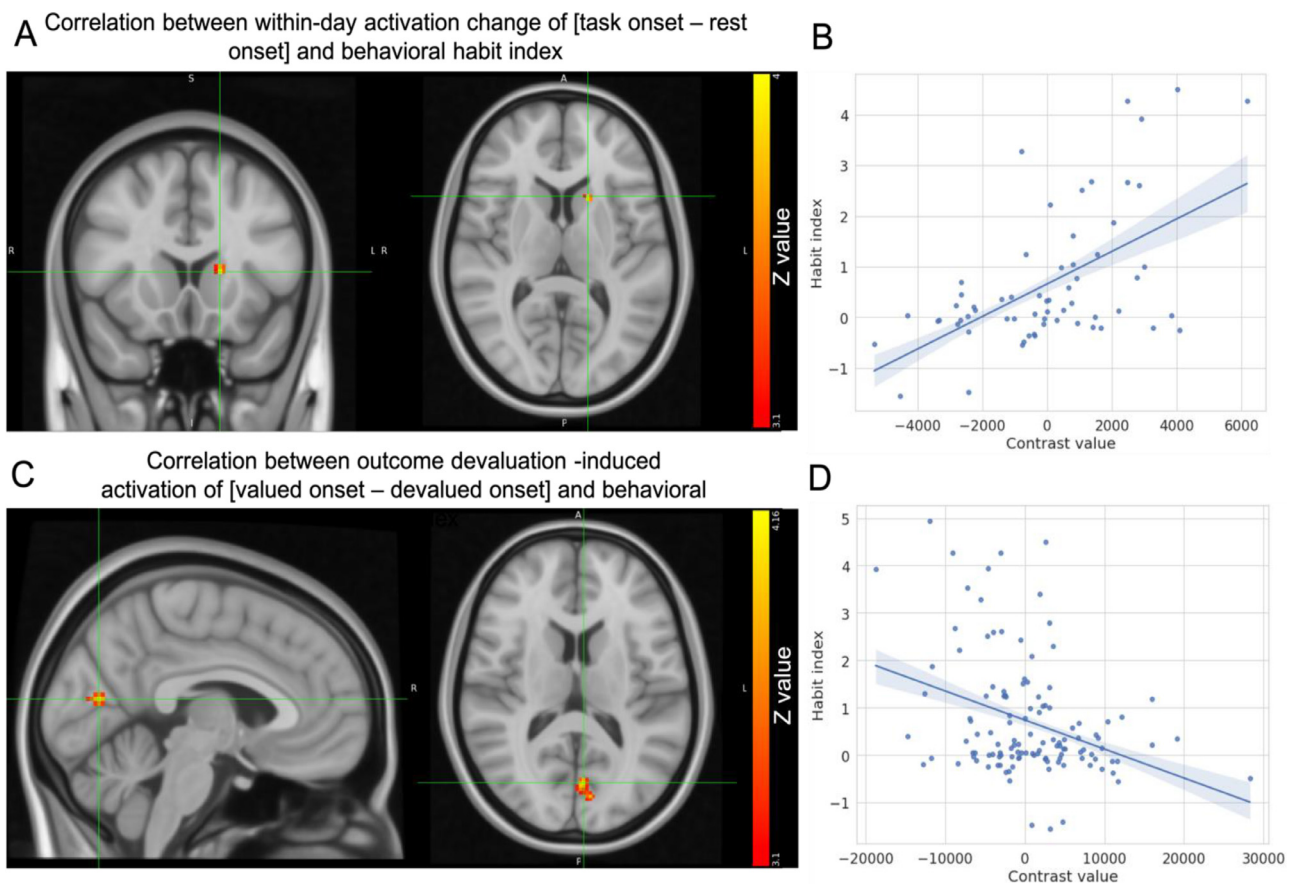 A
Correlation between within-day activation change of [task onset – rest
onset] and behavioral habit index
S
R
L
I
A
R
L
P
4
Z value
3.1
B
Habit index
4
3
2
1
0
−1
−4000 −2000 0 2000 4000 6000
Contrast value
C
Correlation between outcome devaluation -induced
activation of [valued onset – devalued onset] and behavioral
ex
A
R
L
P
4.16
Z value
3.1
D
Habit index
5
4
3
2
1
0
−1
−20000 −10000 0 10000 20000 30000
Contrast value